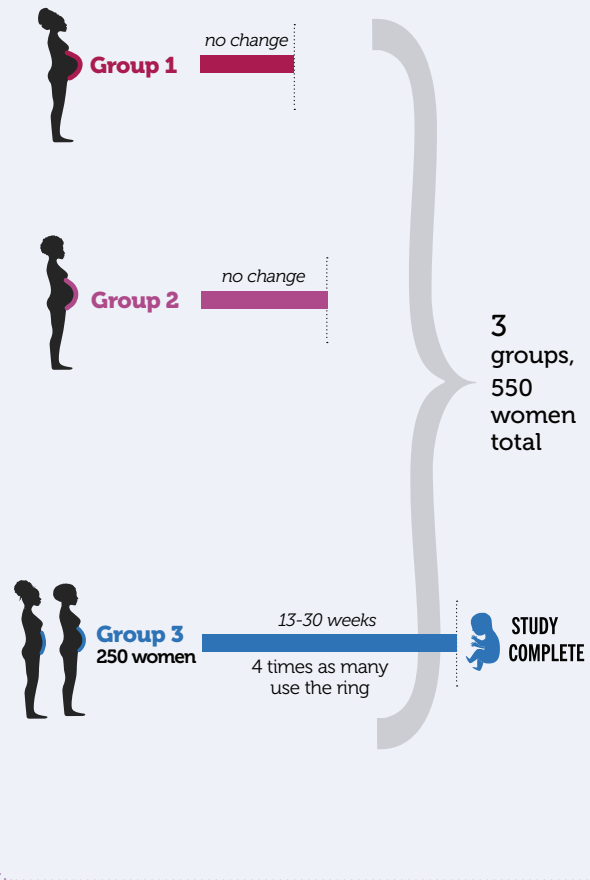 no change
Group 1
no change
Group 2
3
groups,
550
women
total
13-30 weeks
Group 3
250 women
4 times as many
use the ring
STUDY
COMPLETE